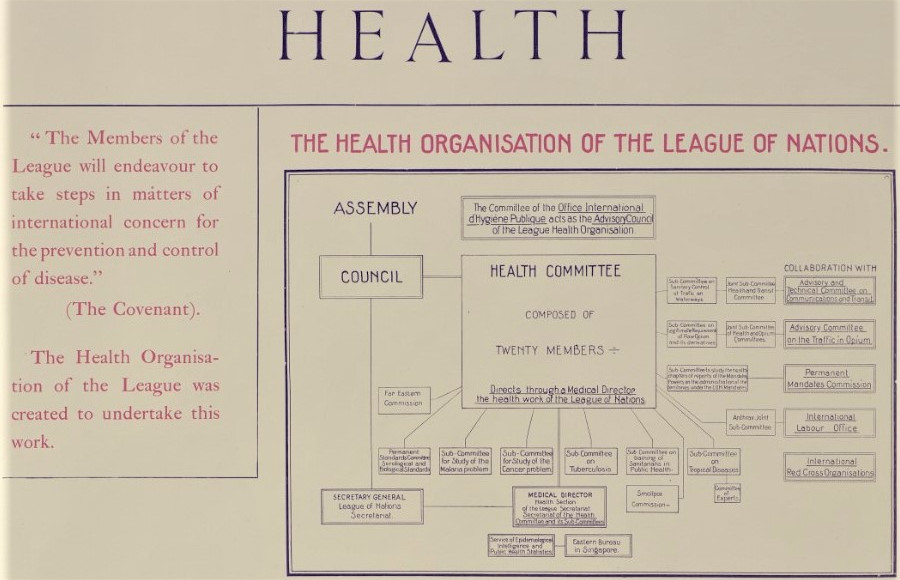 HEALTH
“ The Members of the
League will endeavour to
take steps in matters of
international concern for
the prevention and control
of disease.”
(The Covenant).
The Health Organisa-
tion of the League was
created to undertake this
work.
THE HEALTH ORGANISATION OF THE LEAGUE OF NATIONS.
ASSEMBLY
The Committee of the Office International
d'Hygiène Publique acts as the Advisory Council
of the League Health Organisation.
COUNCIL
HEALTH COMMITTEE
COMPOSED OF
TWENTY MEMBERS ÷
Directs through a Medical Director
the health work of the League of Nations
COLLABORATION WITH
Sub Committee on
Sanitary Control
of Traffic on
Waterways
Joint Sub-Committee
Health and Transit
Committee
Advisory and
Technical Committee on
Communications and Transit
Sub Committee on
Legitimate Requirements
of Raw Opium
and its derivatives
Joint Sub-Committee
of Health and Opium
Committees.
Advisory Committee
on the Traffic in Opium.
Sub Committee to study the health
chapters of reports of the Mandatory
Powers on the administration of the
territories under the
Permanent
Mandates Commission
Anthrax Joint
Sub-Committee
International
Labour Office
International
Red Cross Organisations
Far Eastern
Commission
Permanent
Standards Committee
Serological and
Biological Standards
Sub-Committee
for Study of the
Malaria problem
Sub-Committee
for Study of the
Cancer problem
Sub-Committee
on
Tuberculosis
Sub-Committee on
training of
Sanitarians in
Public Health
Sub-Committee
on
Tropical Diseases
Smallpox
Commission
Committee
of
Experts
SECRETARY GENERAL
League of Nations
Secretariat.
MEDICAL DIRECTOR
Health Section
of the League Secretariat
Secretariat of the Health
Committee and its Sub Committees
Service of Epidemiological
Intelligence and
Public Health Statistics
Eastern Bureau
in Singapore.